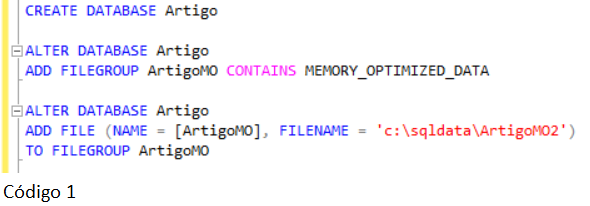 CREATE DATABASE Artigo
ALTER DATABASE Artigo
ADD FILEGROUP ArtigoMO CONTAINS MEMORY_OPTIMIZED_DATA
ALTER DATABASE Artigo
ADD FILE (NAME = [ArtigoMO], FILENAME = 'c:\sqldata\ArtigoMO2')
TO FILEGROUP ArtigoMO
Código 1